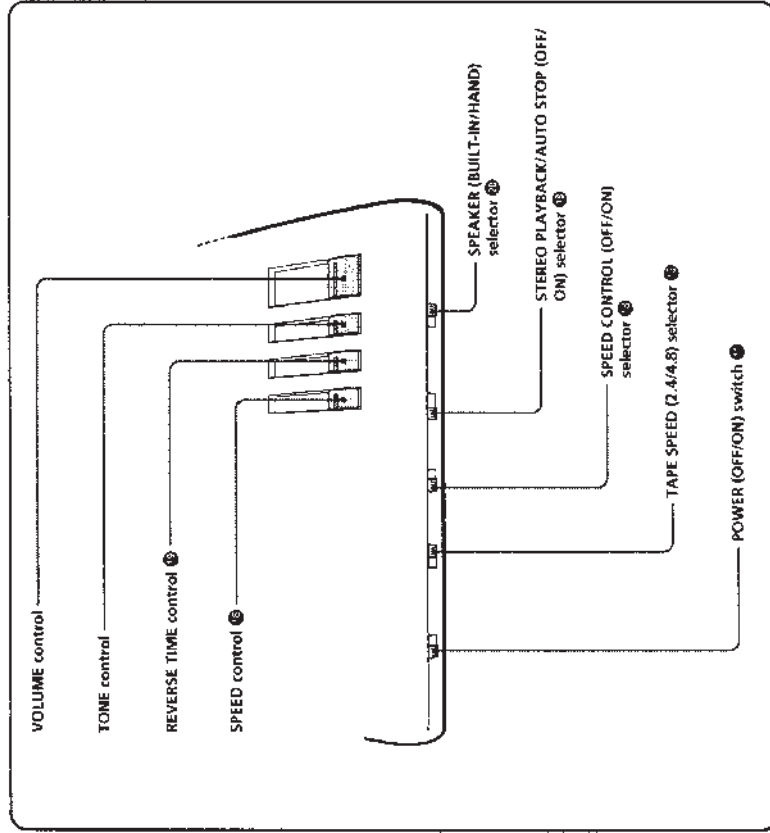 VOLUME control
TONE control
REVERSE TIME control
SPEED control
SPEAKER (BUILT-IN/HAND)
selector
STEREO PLAYBACK/AUTO STOP (OFF/
ON) selector
SPEED CONTROL (OFF/ON)
selector
TAPE SPEED (2.4/4.8) selector
POWER (OFF/ON) switch